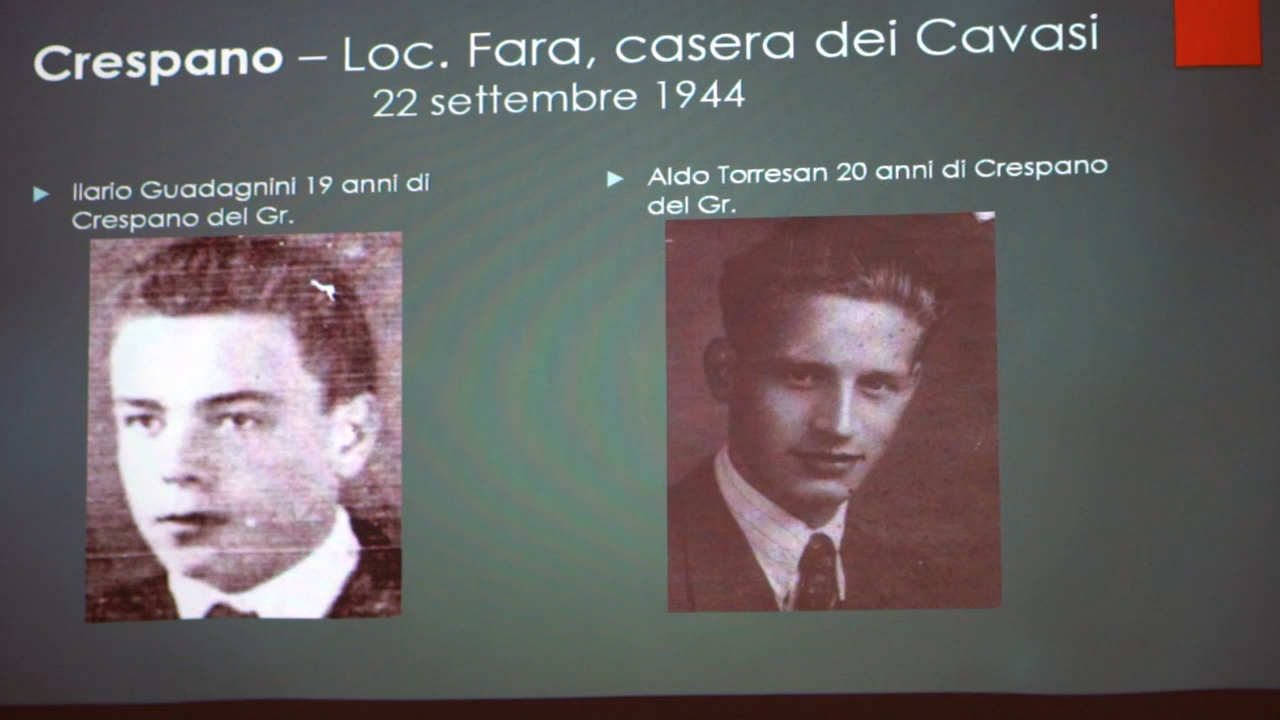 Crespano – Loc. Fara, casera dei Cavasi
22 settembre 1944
Ilario Guadagnini 19 anni di
Crespano del Gr.
Aldo Torresan 20 anni di Crespano
del Gr.